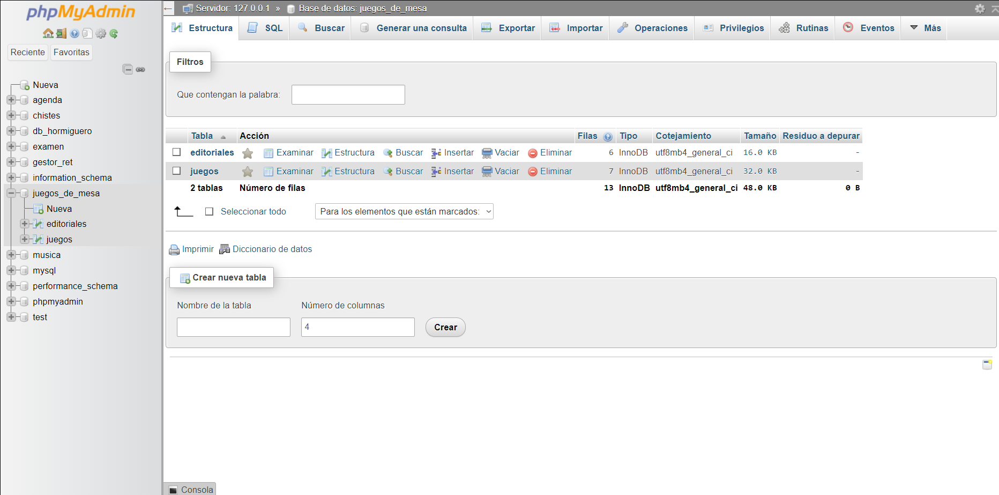 phpMyAdmin
Reciente Favoritas
Nueva
agenda
chistes
db_hormiguero
examen
gestor_ret
information_schema
juegos_de_mesa
Nueva
editoriales
juegos
musica
mysql
performance_schema
phpmyadmin
test
Servidor: 127.0.0.1 » Base de datos: juegos_de_mesa
Estructura SQL Buscar Generar una consulta Exportar Importar Operaciones Privilegios Rutinas Eventos Más
Filtros
Que contengan la palabra:
Tabla Acción Filas Tipo Cotejamiento Tamaño Residuo a depurar
editoriales Examinar Estructura Buscar Insertar Vaciar Eliminar 6 InnoDB utf8mb4_general_ci 16.0 KB -
juegos Examinar Estructura Buscar Insertar Vaciar Eliminar 7 InnoDB utf8mb4_general_ci 32.0 KB -
2 tablas Número de filas 13 InnoDB utf8mb4_general_ci 48.0 KB 0 B
Seleccionar todo Para los elementos que están marcados:
Imprimir Diccionario de datos
Crear nueva tabla
Nombre de la tabla Número de columnas
4 Crear
Consola